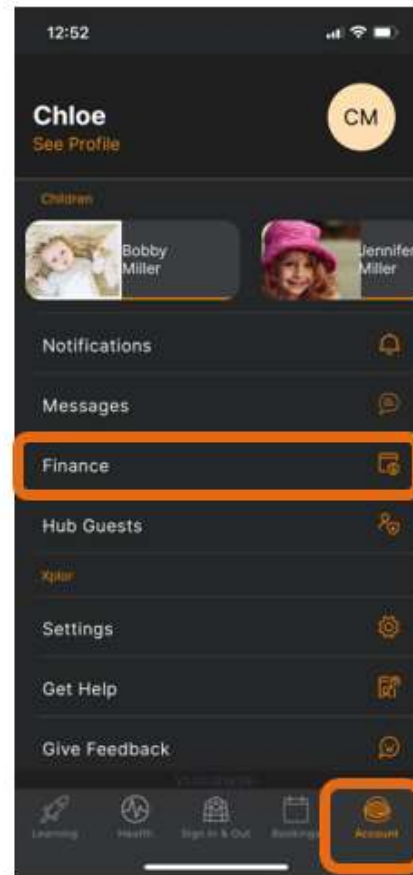 12:52
Chloe
CM
See Profile
Children
Bobby
Miller
Jennifer
Miller
Notifications
Messages
Finance
Hub Guests
Xplor
Settings
Get Help
Give Feedback
Learning
Health
Sign In & Out
Bookings
Account